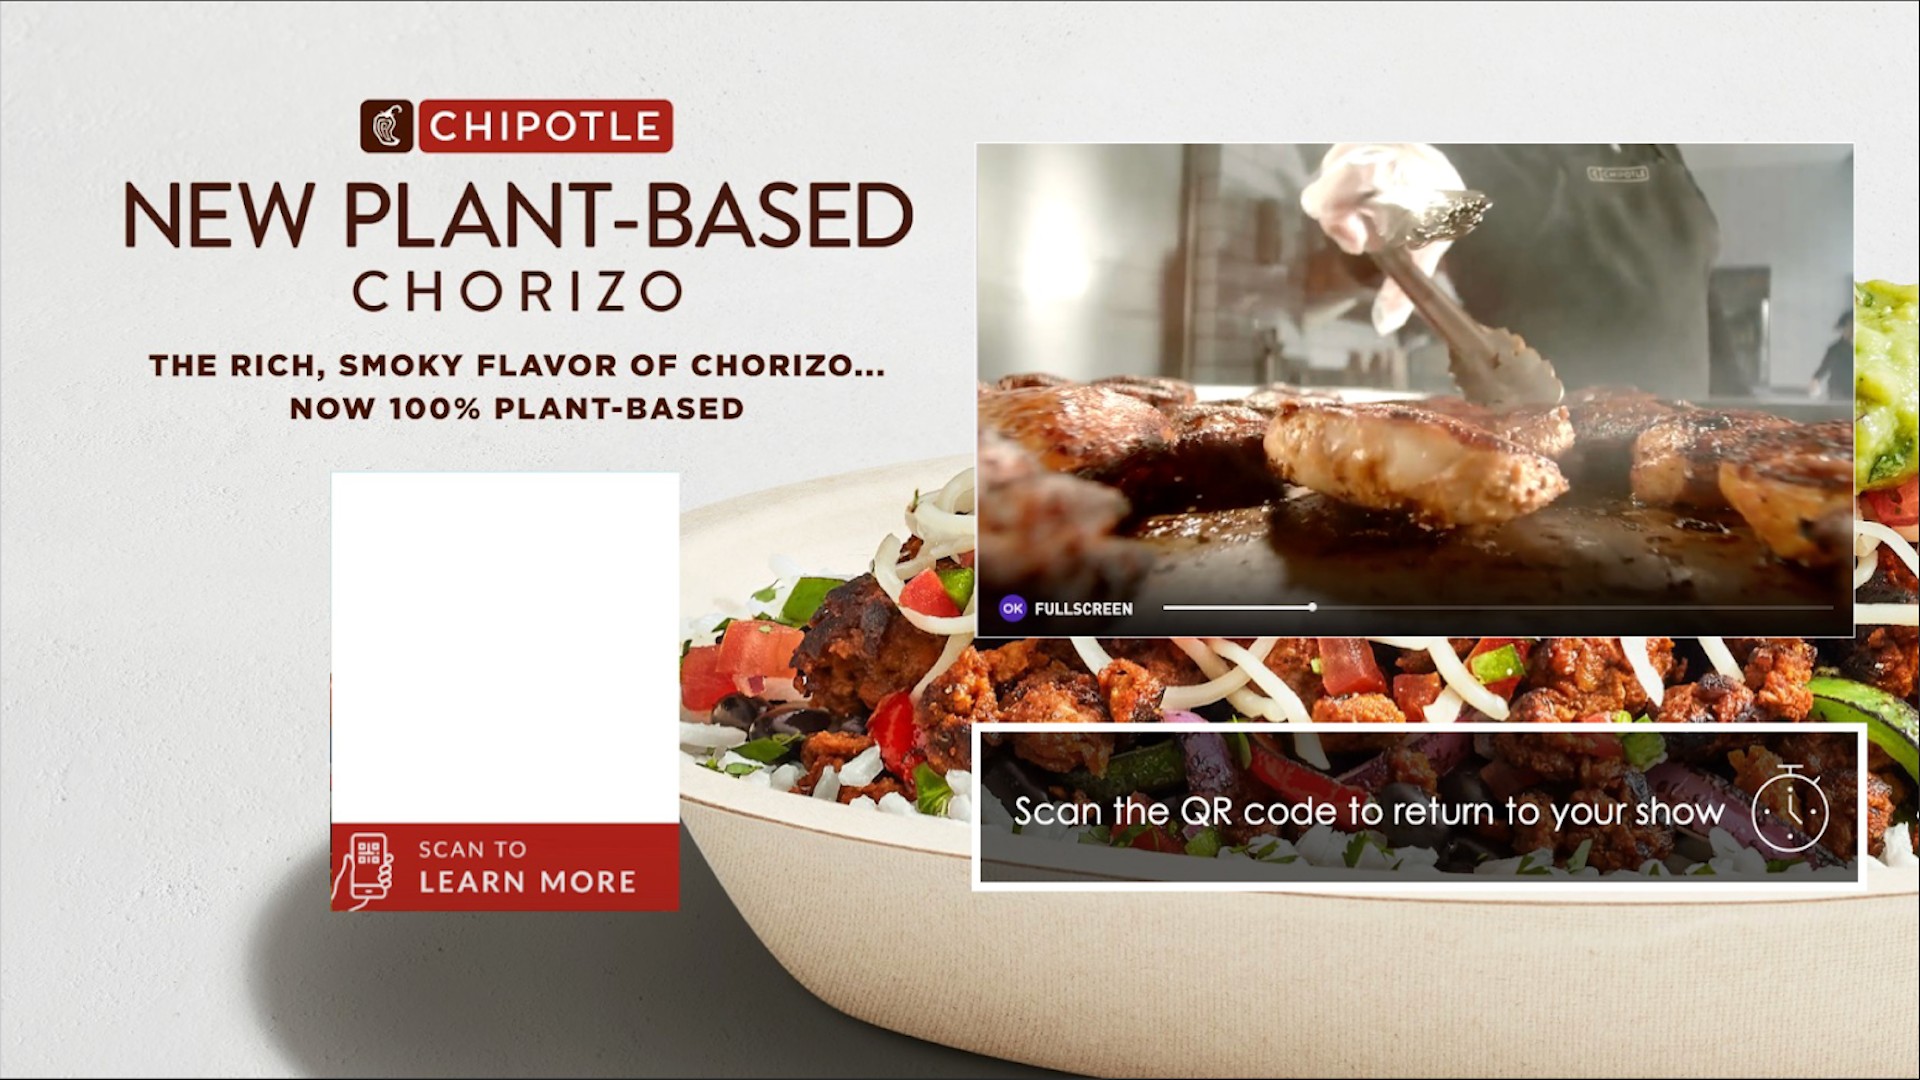 CHIPOTLE
NEW PLANT-BASED
CHORIZO
THE RICH, SMOKY FLAVOR OF CHORIZO...
NOW 100% PLANT-BASED
SCAN TO
LEARN MORE
CHIPOTLE
OK FULLSCREEN
Scan the QR code to return to your show